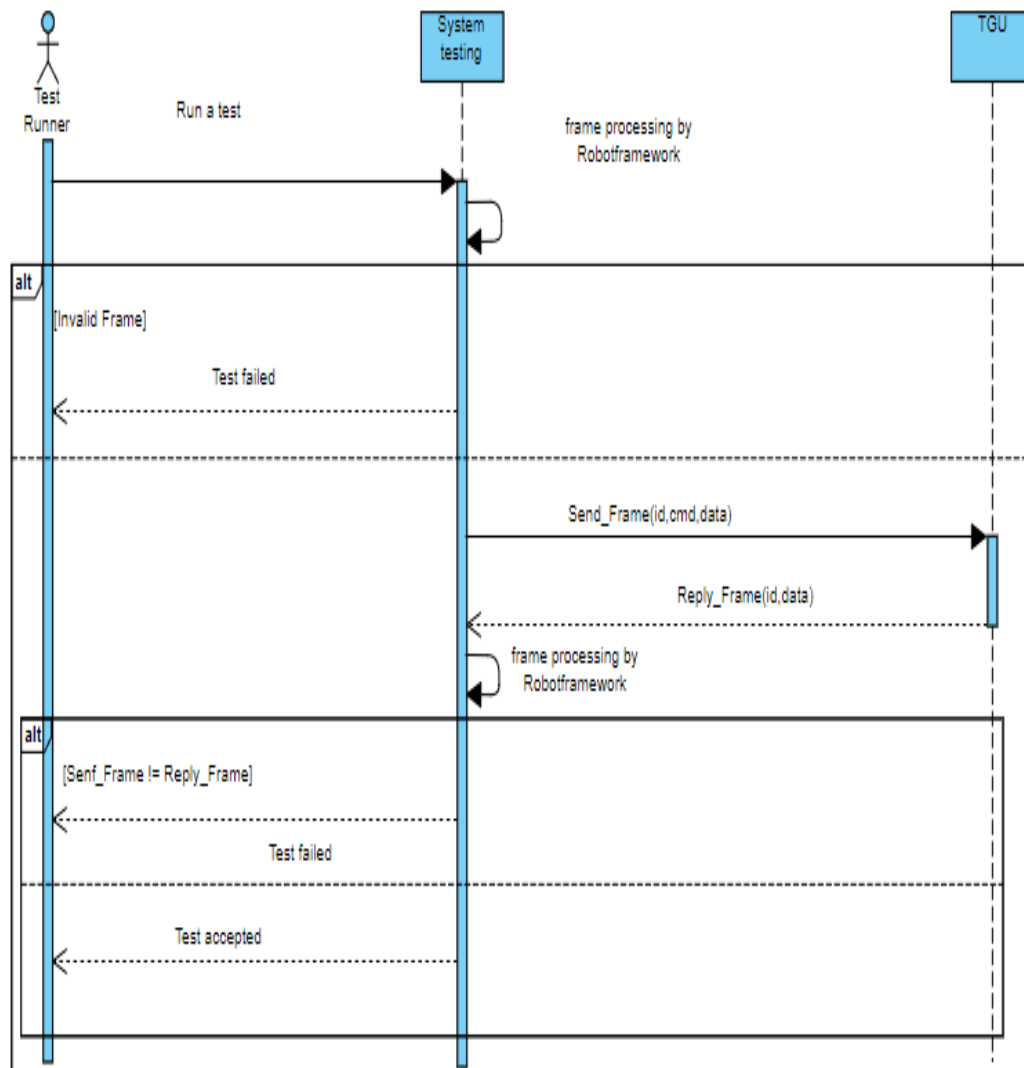 System
testing
TGU
Test
Runner
Run a test
frame processing by
Robotframework
alt
[Invalid Frame]
Test failed
Send_Frame(id,cmd,data)
Reply_Frame(id,data)
frame processing by
Robotframework
alt
[Senf_Frame != Reply_Frame]
Test failed
Test accepted